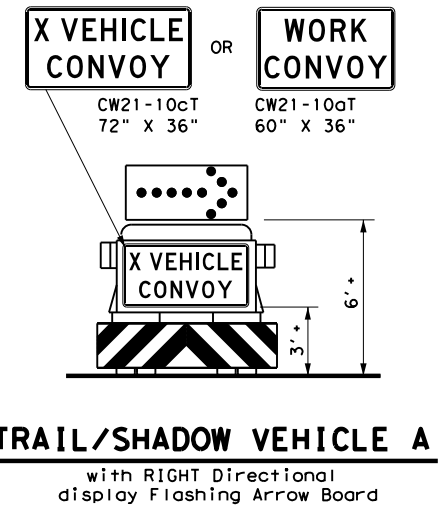 X VEHICLE
CONVOY
OR
WORK
CONVOY
CW21-10cT
72" X 36"
CW21-10aT
60" X 36"
X VEHICLE
CONVOY
6'+
3'+
TRAIL/SHADOW VEHICLE A
with RIGHT Directional
display Flashing Arrow Board